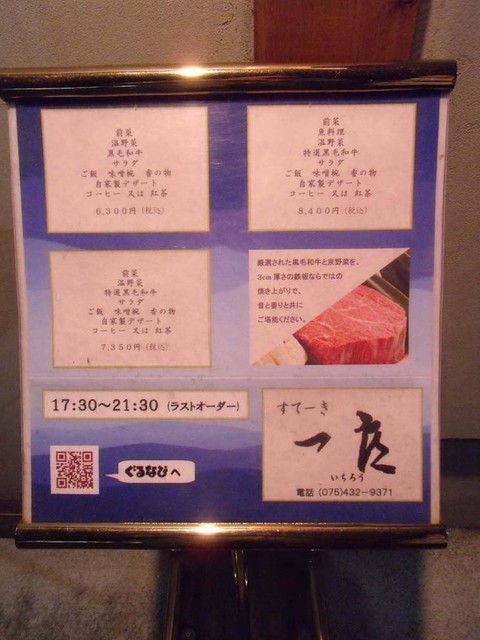 前菜
温野菜
黒毛和牛
サラダ
ご飯 味噌椀 香の物
自家製デザート
コーヒー 又は 紅茶
6,300円(税込)
前菜
魚料理
温野菜
特選黒毛和牛
サラダ
ご飯 味噌椀 香の物
自家製デザート
コーヒー 又は 紅茶
8,400円(税込)
前菜
温野菜
特選黒毛和牛
サラダ
ご飯 味噌椀 香の物
自家製デザート
コーヒー 又は 紅茶
7,350円(税込)
厳選された黒毛和牛と京野菜を、
3cm厚さの鉄板ならではの
焼き上がりで、
音と香りと共に
ご堪能ください。
17:30〜21:30 (ラストオーダー)
ぐるなびへ
すてーき
一ろ
いちろう
電話 (075)432-9371